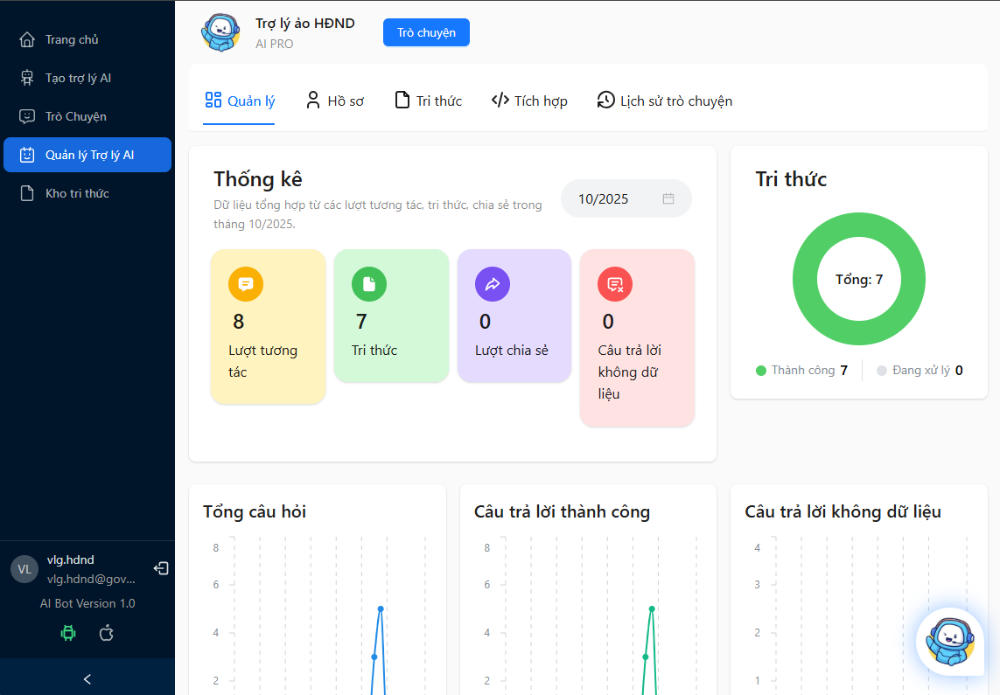 Trang chủ
Tạo trợ lý AI
Trò Chuyện
Quản lý Trợ lý AI
Kho tri thức
VL
vlg.hdnd
vlg.hdnd@gov...
AI Bot Version 1.0
Trợ lý ảo HĐND
AI PRO
Trò chuyện
Quản lý
Hồ sơ
Tri thức
Tích hợp
Lịch sử trò chuyện
Thống kê
Dữ liệu tổng hợp từ các lượt tương tác, tri thức, chia sẻ trong
tháng 10/2025.
10/2025
8
Lượt tương
tác
7
Tri thức
0
Lượt chia sẻ
0
Câu trả lời
không dữ
liệu
Tri thức
Tổng: 7
Thành công 7
Đang xử lý 0
Tổng câu hỏi
8
6
4
2
Câu trả lời thành công
8
6
4
2
Câu trả lời không dữ liệu
4
3
2
1